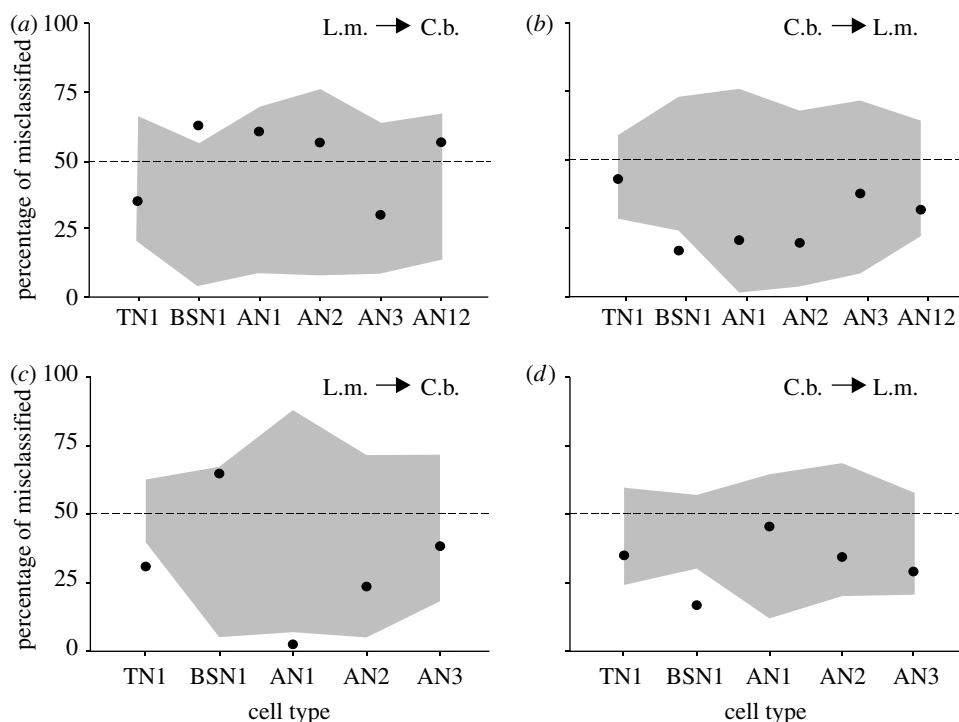 (a) 100 L.m. → C.b.
75
50
25
0
percentage of misclassified
TN1 BSN1 AN1 AN2 AN3 AN12
(b) C.b. → L.m.
TN1 BSN1 AN1 AN2 AN3 AN12
(c) 100 L.m. → C.b.
75
50
25
0
percentage of misclassified
TN1 BSN1 AN1 AN2 AN3
cell type
(d) C.b. → L.m.
TN1 BSN1 AN1 AN2 AN3
cell type